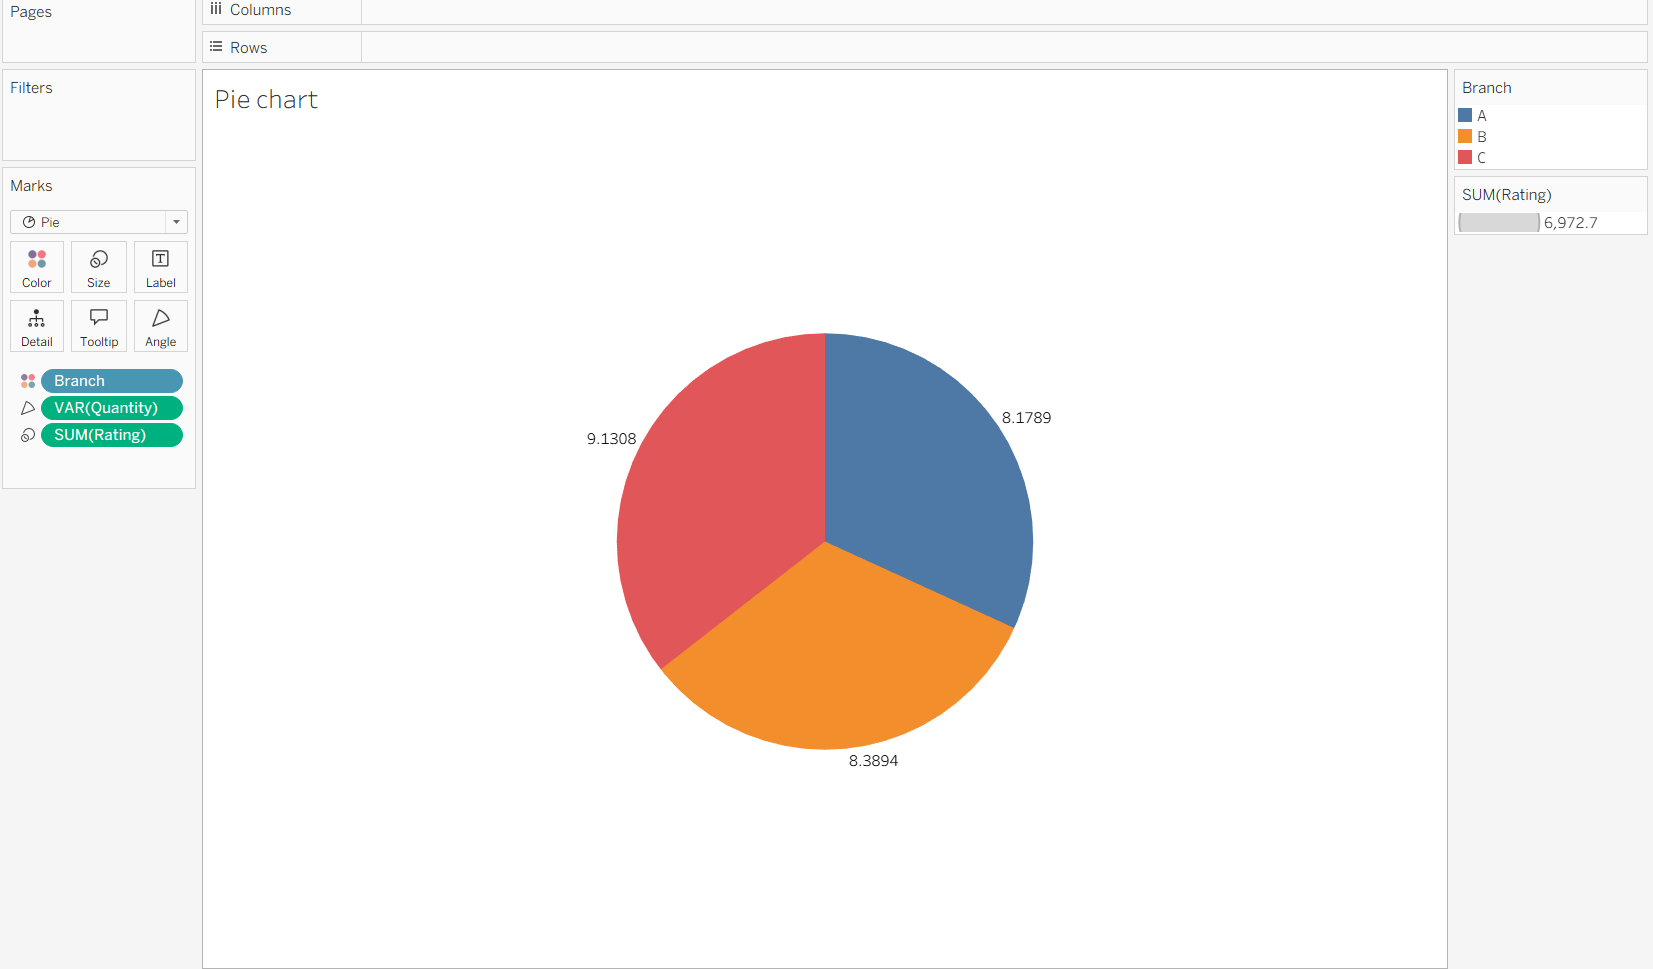 Pages
Columns
Rows
Filters
Marks
Pie
Color
Size
Label
Detail
Tooltip
Angle
Branch
VAR(Quantity)
SUM(Rating)
Pie chart
8.1789
9.1308
8.3894
Branch
A
B
C
SUM(Rating)
6,972.7